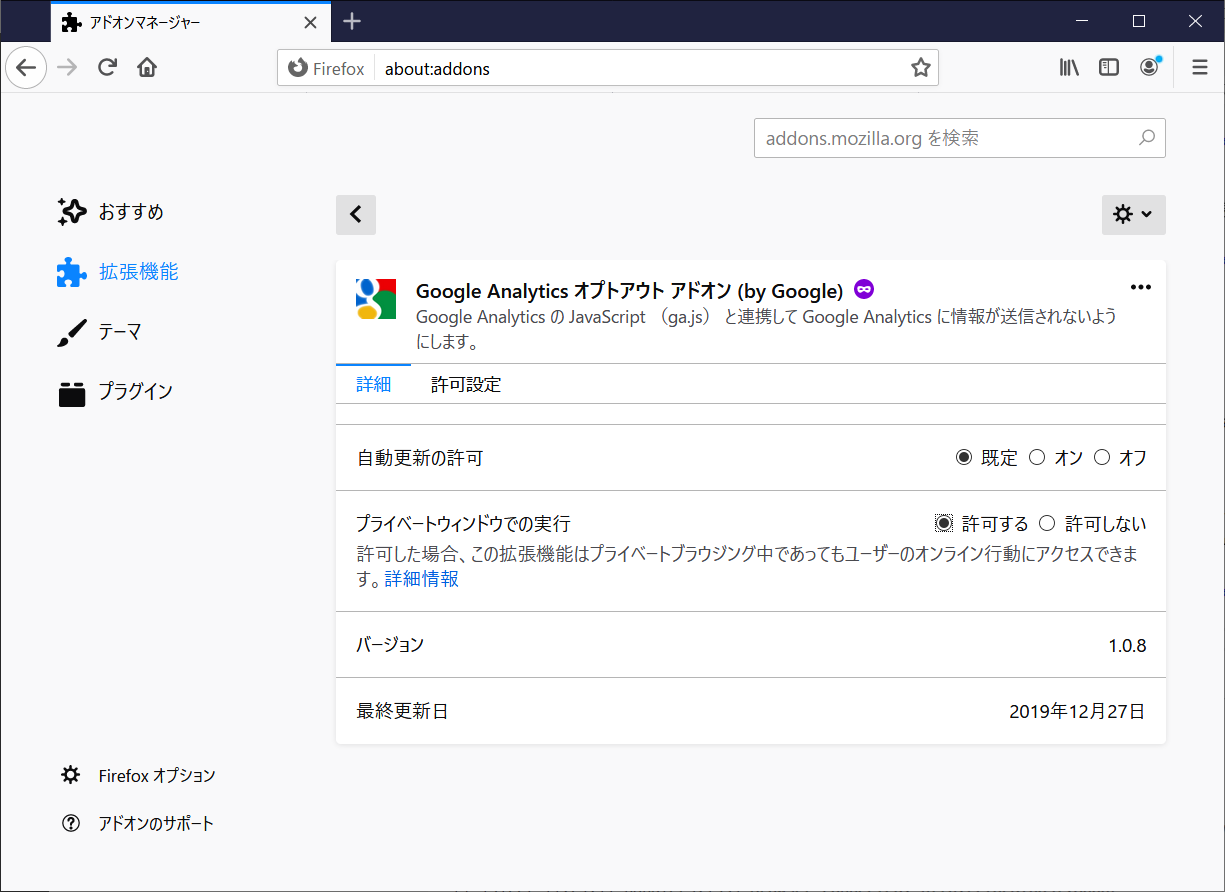 アドオンマネージャー
Firefox about:addons
addons.mozilla.org を検索
おすすめ
拡張機能
テーマ
プラグイン
Google Analytics オプトアウト アドオン (by Google)
Google Analytics の JavaScript （ga.js） と連携して Google Analytics に情報が送信されないよう
にします。
詳細 許可設定
自動更新の許可 既定 オン オフ
プライベートウィンドウでの実行 許可する 許可しない
許可した場合、この拡張機能はプライベートブラウジング中であってもユーザーのオンライン行動にアクセスできま
す。詳細情報
バージョン 1.0.8
最終更新日 2019年12月27日
Firefox オプション
アドオンのサポート